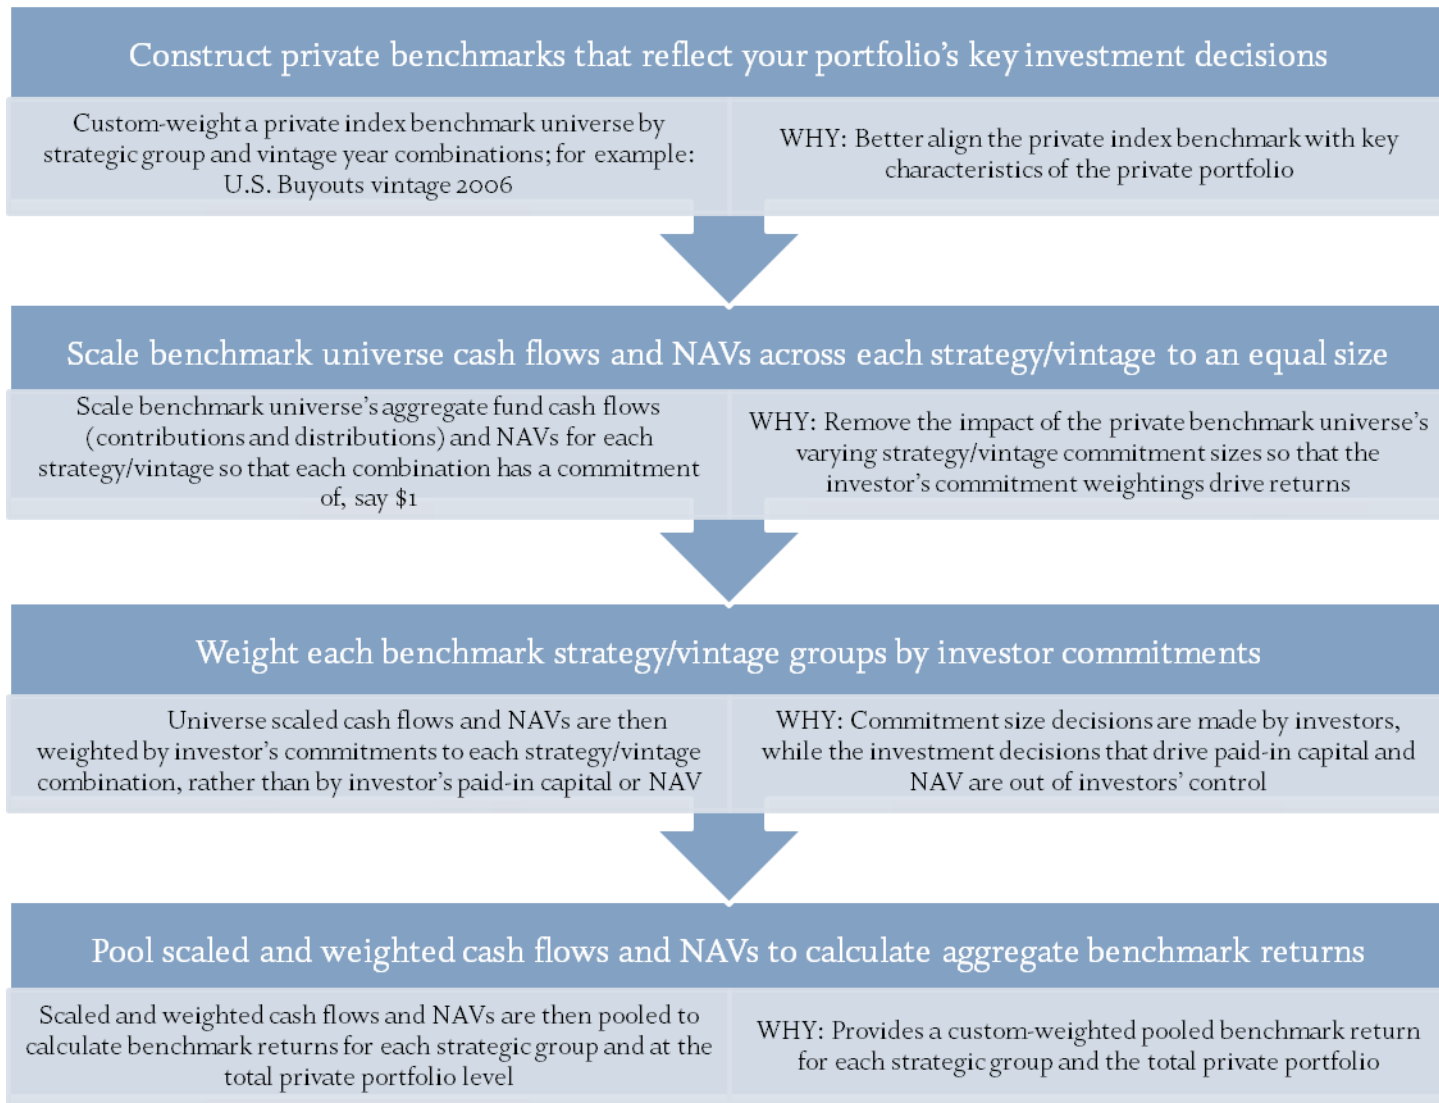 Construct private benchmarks that reflect your portfolio's key investment decisions
Custom-weight a private index benchmark universe by
strategic group and vintage year combinations; for example:
U.S. Buyouts vintage 2006
WHY: Better align the private index benchmark with key
characteristics of the private portfolio
Scale benchmark universe cash flows and NAVs across each strategy/vintage to an equal size
Scale benchmark universe's aggregate fund cash flows
(contributions and distributions) and NAVs for each
strategy/vintage so that each combination has a commitment
of, say $1
WHY: Remove the impact of the private benchmark universe's
varying strategy/vintage commitment sizes so that the
investor's commitment weightings drive returns
Weight each benchmark strategy/vintage groups by investor commitments
Universe scaled cash flows and NAVs are then
weighted by investor's commitments to each strategy/vintage
combination, rather than by investor's paid-in capital or NAV
WHY: Commitment size decisions are made by investors,
while the investment decisions that drive paid-in capital and
NAV are out of investors' control
Pool scaled and weighted cash flows and NAVs to calculate aggregate benchmark returns
Scaled and weighted cash flows and NAVs are then pooled to
calculate benchmark returns for each strategic group and at the
total private portfolio level
WHY: Provides a custom-weighted pooled benchmark return
for each strategic group and the total private portfolio